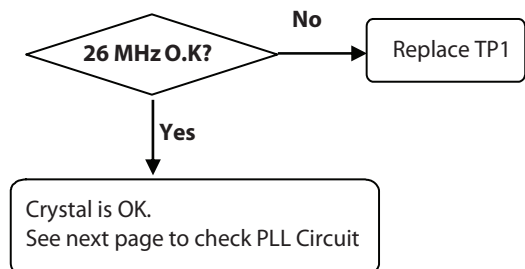 No
26 MHz O.K?
Replace TP1
Yes
Crystal is OK.
See next page to check PLL Circuit